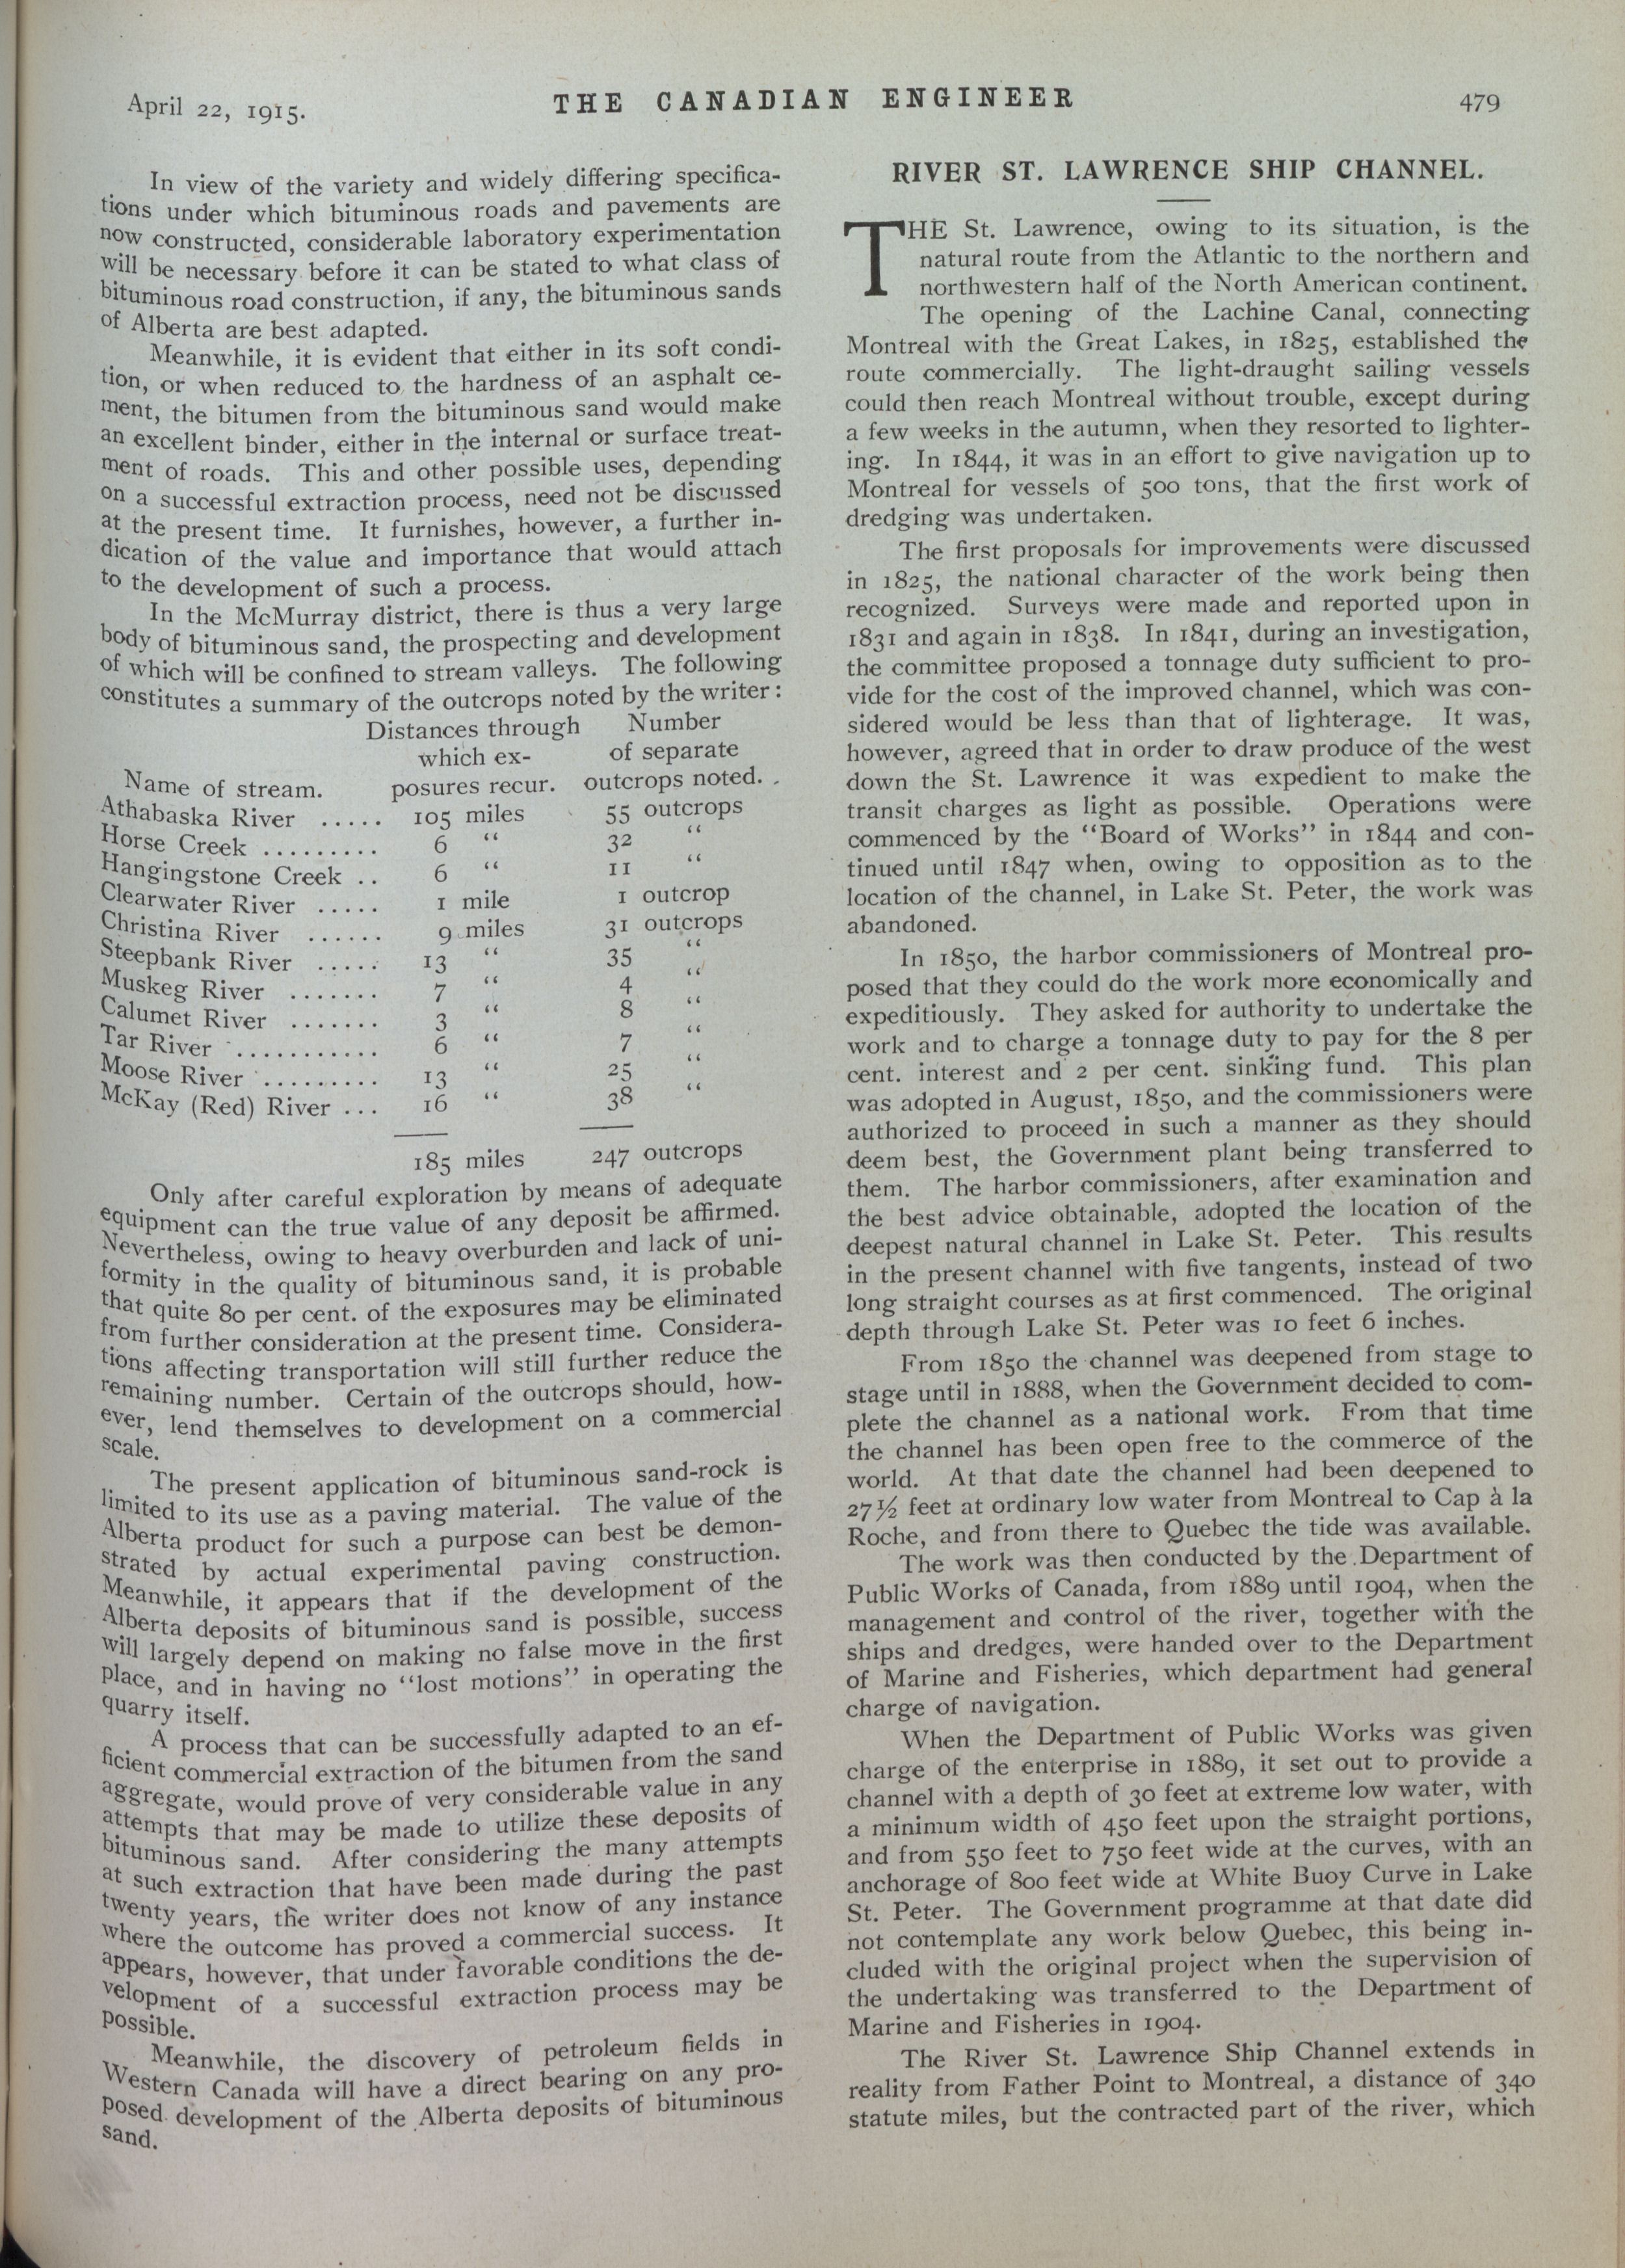 April 22, 1915.
THE CANADIAN ENGINEER
479
In view of the variety and widely differing specifica-
tions under which bituminous roads and pavements are
now constructed, considerable laboratory experimentation
will be necessary before it can be stated to what class of
bituminous road construction, if any, the bituminous sands
of Alberta are best adapted.
Meanwhile, it is evident that either in its soft condi-
tion, or when reduced to the hardness of an asphalt ce-
ment, the bitumen from the bituminous sand would make
an excellent binder, either in the internal or surface treat-
ment of roads. This and other possible uses, depending
on a successful extraction process, need not be discussed
at the present time. It furnishes, however, a further in-
dication of the value and importance that would attach
to the development of such a process.
In the McMurray district, there is thus a very large
body of bituminous sand, the prospecting and development
of which will be confined to stream valleys. The following
constitutes a summary of the outcrops noted by the writer:
Distances through Number
which ex- of separate
Name of stream. posures recur. outcrops noted.
Athabaska River ..... 105 miles 55 outcrops
Horse Creek ......... 6 " 32 "
Hangingstone Creek .. 6 " 11 "
Clearwater River ..... 1 mile 1 outcrop
Christina River ...... 9 miles 31 outcrops
Steepbank River ..... 13 " 35 "
Muskeg River ....... 7 " 4 "
Calumet River ....... 3 " 8 "
Tar River ........... 6 " 7 "
Moose River ......... 13 " 25 "
McKay (Red) River ... 16 " 38 "
185 miles 247 outcrops
Only after careful exploration by means of adequate
equipment can the true value of any deposit be affirmed.
Nevertheless, owing to heavy overburden and lack of uni-
formity in the quality of bituminous sand, it is probable
that quite 80 per cent. of the exposures may be eliminated
from further consideration at the present time. Considera-
tions affecting transportation will still further reduce the
remaining number. Certain of the outcrops should, how-
ever, lend themselves to development on a commercial
scale.
The present application of bituminous sand-rock is
limited to its use as a paving material. The value of the
Alberta product for such a purpose can best be demon-
strated by actual experimental paving construction.
Meanwhile, it appears that if the development of the
Alberta deposits of bituminous sand is possible, success
will largely depend on making no false move in the first
place, and in having no "lost motions" in operating the
quarry itself.
A process that can be successfully adapted to an ef-
ficient commercial extraction of the bitumen from the sand
aggregate, would prove of very considerable value in any
attempts that may be made to utilize these deposits of
bituminous sand. After considering the many attempts
at such extraction that have been made during the past
twenty years, the writer does not know of any instance
where the outcome has proved a commercial success. It
appears, however, that under favorable conditions the de-
velopment of a successful extraction process may be
possible.
Meanwhile, the discovery of petroleum fields in
Western Canada will have a direct bearing on any pro-
posed development of the Alberta deposits of bituminous
sand.
RIVER ST. LAWRENCE SHIP CHANNEL.
THE St. Lawrence, owing to its situation, is the
natural route from the Atlantic to the northern and
northwestern half of the North American continent.
The opening of the Lachine Canal, connecting
Montreal with the Great Lakes, in 1825, established the
route commercially. The light-draught sailing vessels
could then reach Montreal without trouble, except during
a few weeks in the autumn, when they resorted to lighter-
ing. In 1844, it was in an effort to give navigation up to
Montreal for vessels of 500 tons, that the first work of
dredging was undertaken.
The first proposals for improvements were discussed
in 1825, the national character of the work being then
recognized. Surveys were made and reported upon in
1831 and again in 1838. In 1841, during an investigation,
the committee proposed a tonnage duty sufficient to pro-
vide for the cost of the improved channel, which was con-
sidered would be less than that of lighterage. It was,
however, agreed that in order to draw produce of the west
down the St. Lawrence it was expedient to make the
transit charges as light as possible. Operations were
commenced by the "Board of Works" in 1844 and con-
tinued until 1847 when, owing to opposition as to the
location of the channel, in Lake St. Peter, the work was
abandoned.
In 1850, the harbor commissioners of Montreal pro-
posed that they could do the work more economically and
expeditiously. They asked for authority to undertake the
work and to charge a tonnage duty to pay for the 8 per
cent. interest and 2 per cent. sinking fund. This plan
was adopted in August, 1850, and the commissioners were
authorized to proceed in such a manner as they should
deem best, the Government plant being transferred to
them. The harbor commissioners, after examination and
the best advice obtainable, adopted the location of the
deepest natural channel in Lake St. Peter. This results
in the present channel with five tangents, instead of two
long straight courses as at first commenced. The original
depth through Lake St. Peter was 10 feet 6 inches.
From 1850 the channel was deepened from stage to
stage until in 1888, when the Government decided to com-
plete the channel as a national work. From that time
the channel has been open free to the commerce of the
world. At that date the channel had been deepened to
27½ feet at ordinary low water from Montreal to Cap à la
Roche, and from there to Quebec the tide was available.
The work was then conducted by the Department of
Public Works of Canada, from 1889 until 1904, when the
management and control of the river, together with the
ships and dredges, were handed over to the Department
of Marine and Fisheries, which department had general
charge of navigation.
When the Department of Public Works was given
charge of the enterprise in 1889, it set out to provide a
channel with a depth of 30 feet at extreme low water, with
a minimum width of 450 feet upon the straight portions,
and from 550 feet to 750 feet wide at the curves, with an
anchorage of 800 feet wide at White Buoy Curve in Lake
St. Peter. The Government programme at that date did
not contemplate any work below Quebec, this being in-
cluded with the original project when the supervision of
the undertaking was transferred to the Department of
Marine and Fisheries in 1904.
The River St. Lawrence Ship Channel extends in
reality from Father Point to Montreal, a distance of 340
statute miles, but the contracted part of the river, which